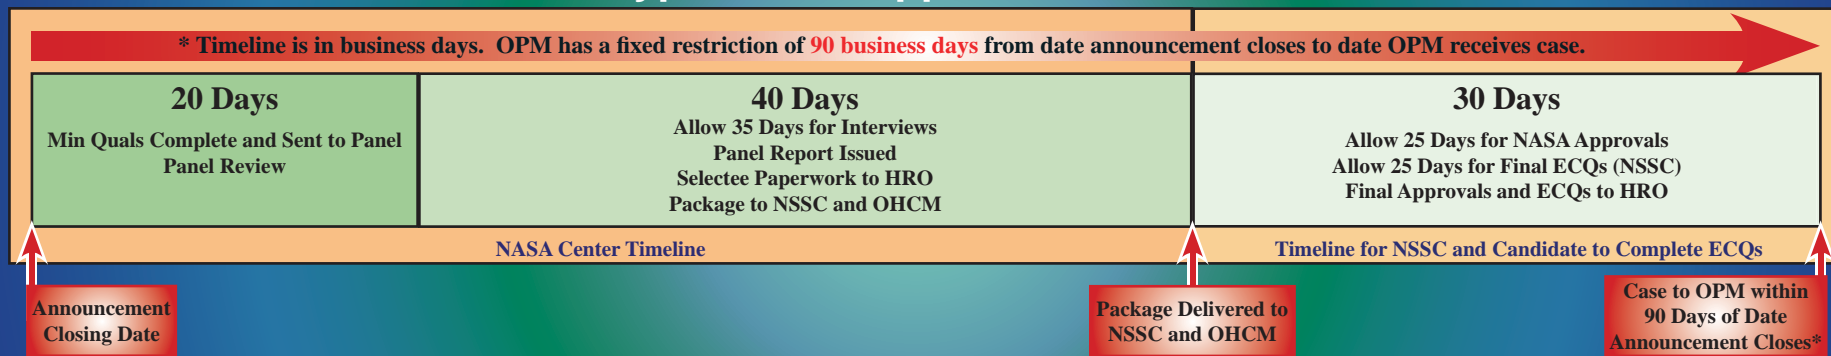 * Timeline is in business days. OPM has a fixed restriction of 90 business days from date announcement closes to date OPM receives case.
20 Days
Min Quals Complete and Sent to Panel
Panel Review
40 Days
Allow 35 Days for Interviews
Panel Report Issued
Selectee Paperwork to HRO
Package to NSSC and OHCM
30 Days
Allow 25 Days for NASA Approvals
Allow 25 Days for Final ECQs (NSSC)
Final Approvals and ECQs to HRO
NASA Center Timeline
Timeline for NSSC and Candidate to Complete ECQs
Announcement
Closing Date
Package Delivered to
NSSC and OHCM
Case to OPM within
90 Days of Date
Announcement Closes*